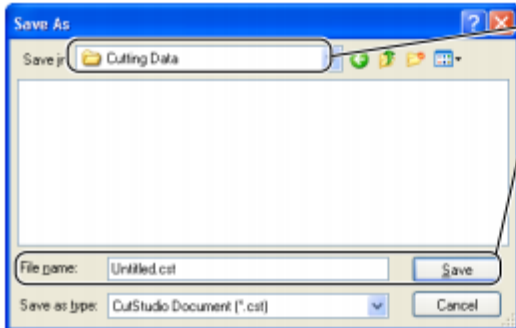 Save As
Save in Cutting Data
File name: Untitled.cst Save
Save as type: CutStudio Document (*.cst) Cancel